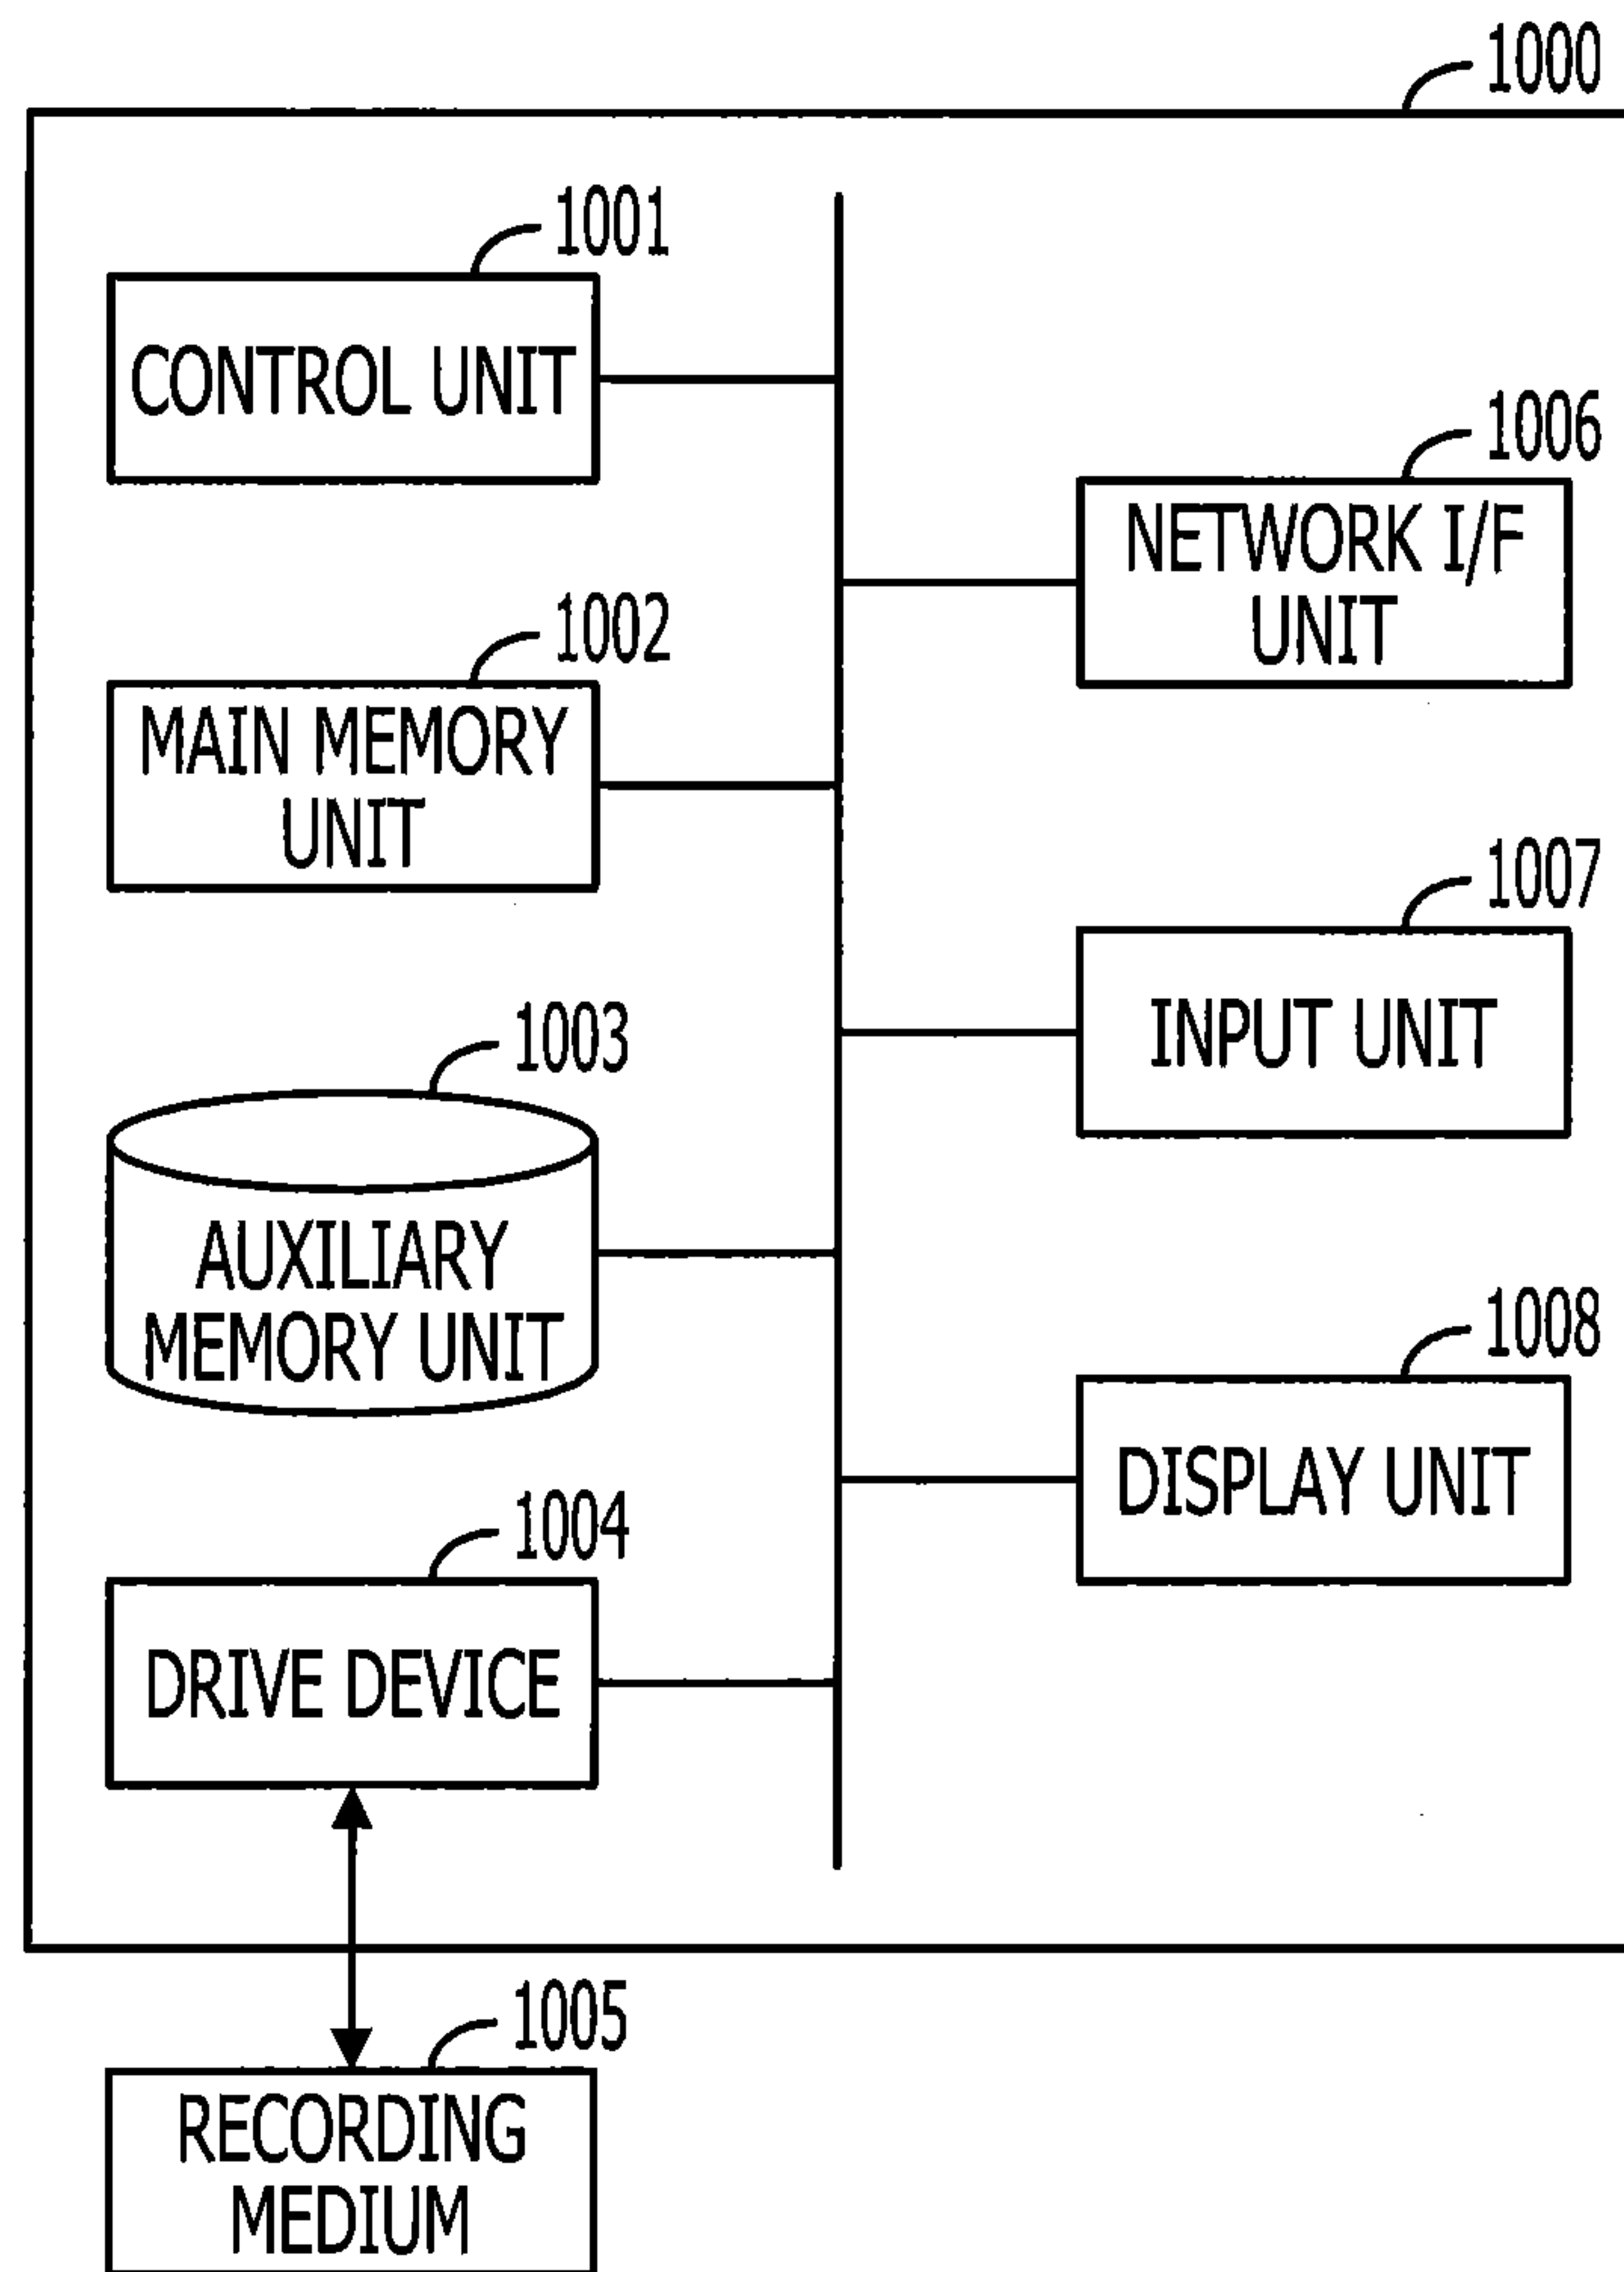 1000
1001
CONTROL UNIT
1006
NETWORK I/F
UNIT
1002
MAIN MEMORY
UNIT
1007
INPUT UNIT
1003
AUXILIARY
MEMORY UNIT
1008
DISPLAY UNIT
1004
DRIVE DEVICE
1005
RECORDING
MEDIUM